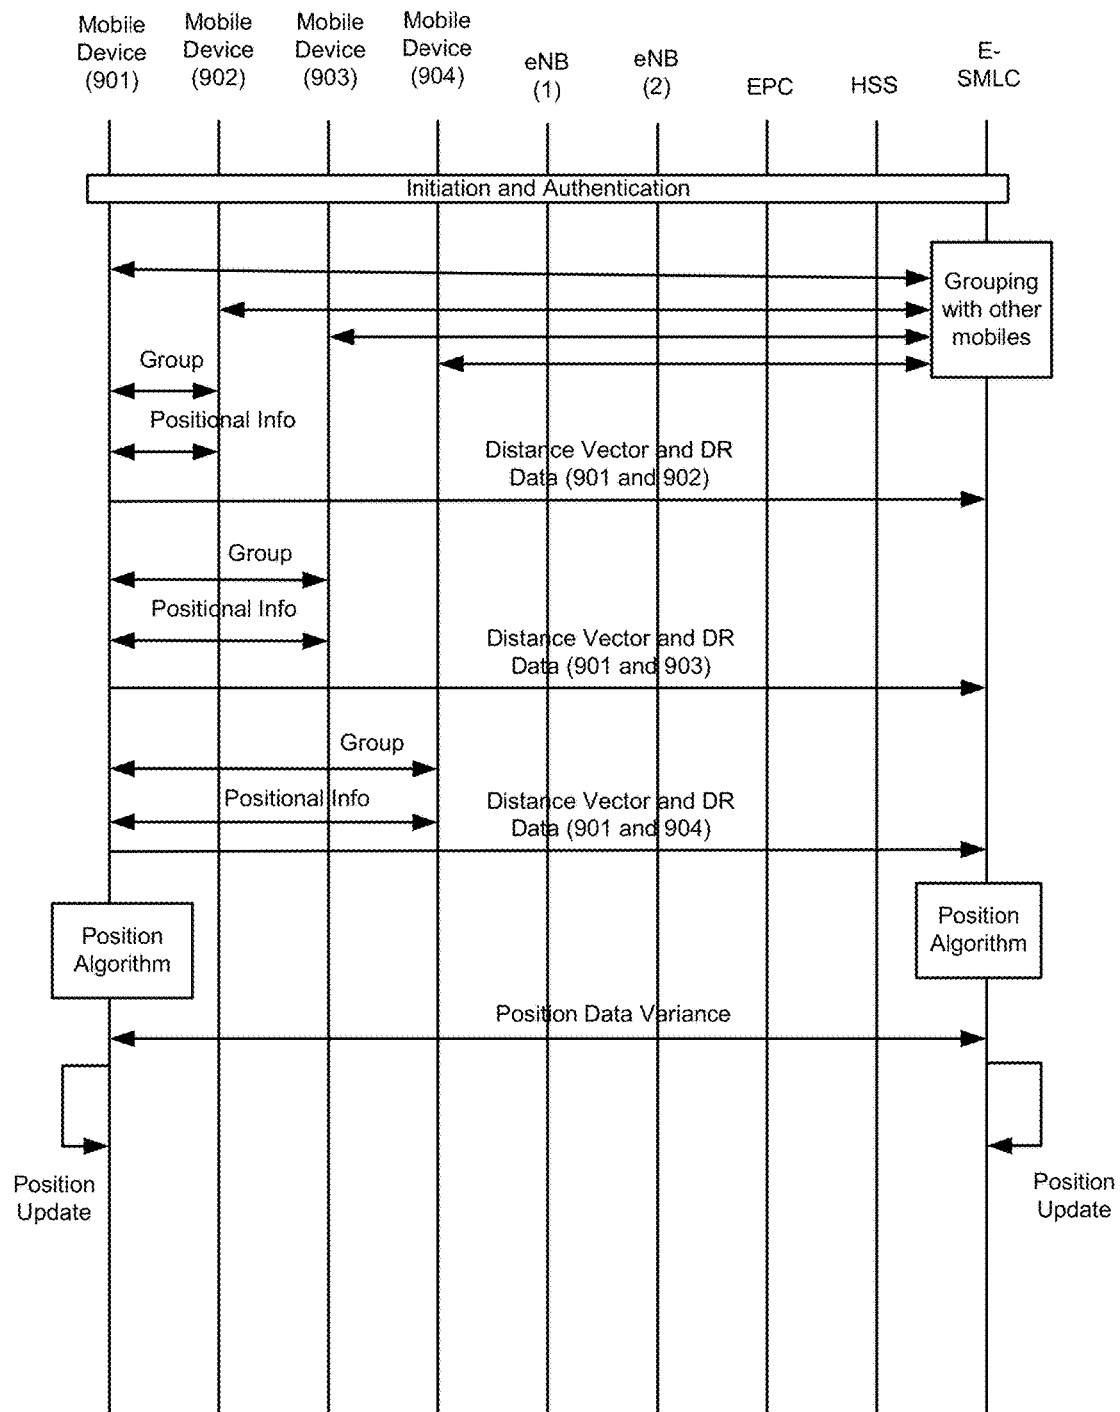 Mobile
Device
(901)
Mobile
Device
(902)
Mobile
Device
(903)
Mobile
Device
(904)
eNB
(1)
eNB
(2)
EPC
HSS
E-
SMLC
Initiation and Authentication
Grouping
with other
mobiles
Group
Positional Info
Distance Vector and DR
Data (901 and 902)
Group
Positional Info
Distance Vector and DR
Data (901 and 903)
Group
Positional Info
Distance Vector and DR
Data (901 and 904)
Position
Algorithm
Position
Algorithm
Position Data Variance
Position
Update
Position
Update